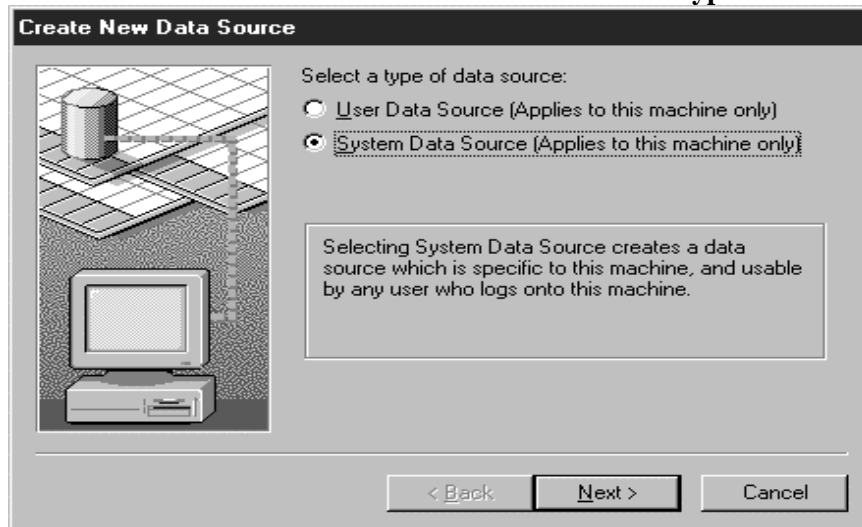 Create New Data Source
Select a type of data source:
User Data Source (Applies to this machine only)
System Data Source (Applies to this machine only)
Selecting System Data Source creates a data
source which is specific to this machine, and usable
by any user who logs onto this machine.
< Back
Next >
Cancel